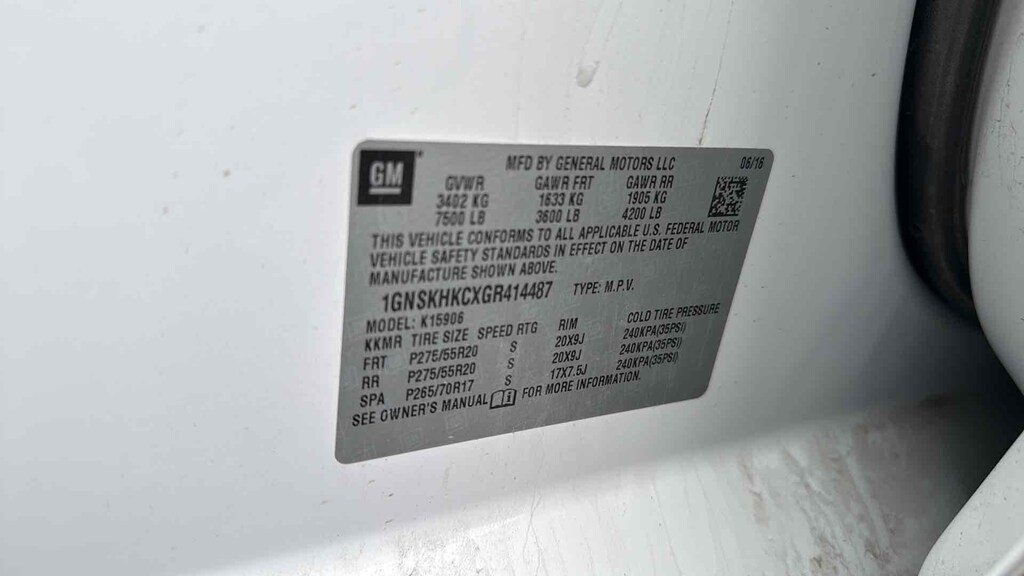 GM MFD BY GENERAL MOTORS LLC 06/16
GVWR GAWR FRT GAWR RR
3402 KG 1633 KG 1905 KG
7500 LB 3600 LB 4200 LB
THIS VEHICLE CONFORMS TO ALL APPLICABLE U.S. FEDERAL MOTOR
VEHICLE SAFETY STANDARDS IN EFFECT ON THE DATE OF
MANUFACTURE SHOWN ABOVE.
1GNSKHKCXGR414487 TYPE: M.P.V.
MODEL: K15906
KKMR TIRE SIZE SPEED RTG RIM COLD TIRE PRESSURE
FRT P275/55R20 S 20X9J 240KPA(35PSI)
RR P275/55R20 S 20X9J 240KPA(35PSI)
SPA P265/70R17 S 17X7.5J 240KPA(35PSI)
SEE OWNER'S MANUAL FOR MORE INFORMATION.